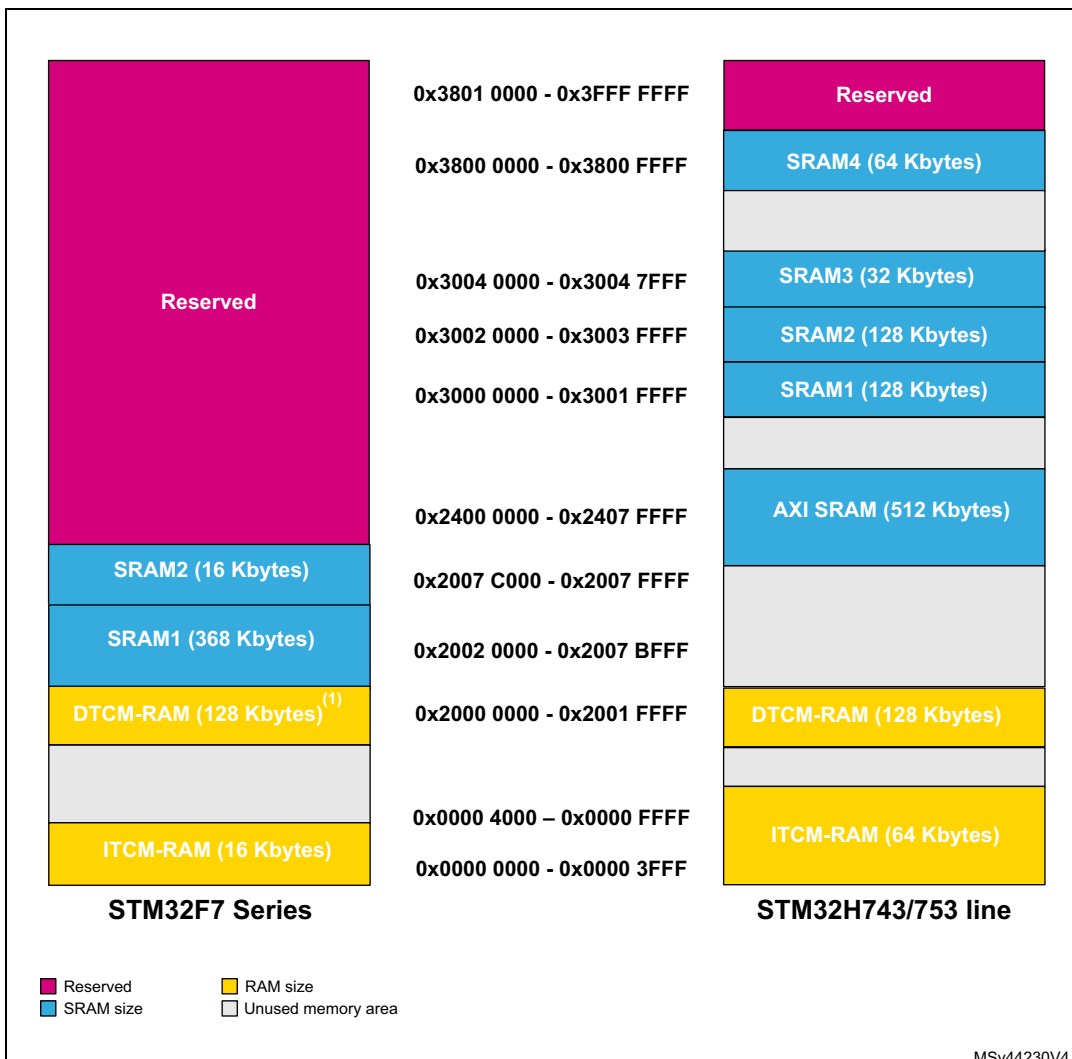 0x3801 0000 - 0x3FFF FFFF
Reserved
0x3800 0000 - 0x3800 FFFF
SRAM4 (64 Kbytes)
Reserved
0x3004 0000 - 0x3004 7FFF
SRAM3 (32 Kbytes)
0x3002 0000 - 0x3003 FFFF
SRAM2 (128 Kbytes)
0x3000 0000 - 0x3001 FFFF
SRAM1 (128 Kbytes)
0x2400 0000 - 0x2407 FFFF
AXI SRAM (512 Kbytes)
SRAM2 (16 Kbytes)
0x2007 C000 - 0x2007 FFFF
SRAM1 (368 Kbytes)
0x2002 0000 - 0x2007 BFFF
DTCM-RAM (128 Kbytes)(1)
0x2000 0000 - 0x2001 FFFF
DTCM-RAM (128 Kbytes)
0x0000 4000 – 0x0000 FFFF
ITCM-RAM (64 Kbytes)
ITCM-RAM (16 Kbytes)
0x0000 0000 - 0x0000 3FFF
STM32F7 Series
STM32H743/753 line
Reserved
RAM size
SRAM size
Unused memory area
MSv44230V4